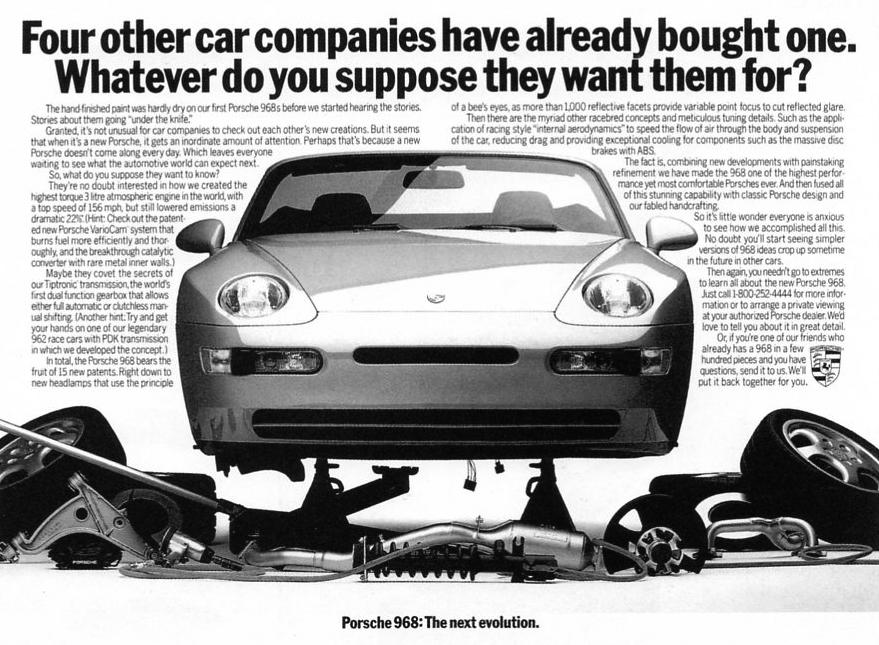 Four other car companies have already bought one.
Whatever do you suppose they want them for?
The hand-finished paint was hardly dry on our first Porsche 968s before we started hearing the stories.
Stories about them going "under the knife."
Granted, it's not unusual for car companies to check out each other's new creations. But it seems
that when it's a new Porsche, it gets an inordinate amount of attention. Perhaps that's because a new
Porsche doesn't come along every day. Which leaves everyone
waiting to see what the automotive world can expect next.
So, what do you suppose they want to know?
They're no doubt interested in how we created the
highest torque 3 litre atmospheric engine in the world, with
a top speed of 156 mph, but still lowered emissions a
dramatic 22%. (Hint: Check out the patent-
ed new Porsche VarioCam system that
burns fuel more efficiently and thor-
oughly, and the breakthrough catalytic
converter with rare metal inner walls.)
Maybe they covet the secrets of
our Tiptronic transmission, the world's
first dual function gearbox that allows
either full automatic or clutchless man-
ual shifting. (Another hint: Try and get
your hands on one of our legendary
962 race cars with PDK transmission
in which we developed the concept.)
In total, the Porsche 968 bears the
fruit of 15 new patents. Right down to
new headlamps that use the principle
of a bee's eyes, as more than 1,000 reflective facets provide variable point focus to cut reflected glare.
Then there are the myriad other racebred concepts and meticulous tuning details. Such as the appli-
cation of racing style "internal aerodynamics" to speed the flow of air through the body and suspension
of the car, reducing drag and providing exceptional cooling for components such as the massive disc
brakes with ABS.
The fact is, combining new developments with painstaking
refinement we have made the 968 one of the highest perfor-
mance yet most comfortable Porsches ever. And then fused all
of this stunning capability with classic Porsche design and
our fabled handcrafting.
So it's little wonder everyone is anxious
to see how we accomplished all this.
No doubt you'll start seeing simpler
versions of 968 ideas crop up sometime
in the future in other cars.
Then again, you needn't go to extremes
to learn all about the new Porsche 968.
Just call 1-800-252-4444 for more infor-
mation or to arrange a private viewing
at your authorized Porsche dealer. We'd
love to tell you about it in great detail.
Or, if you're one of our friends who
already has a 968 in a few
hundred pieces and you have
questions, send it to us. We'll
put it back together for you.
PORSCHE
Porsche 968: The next evolution.